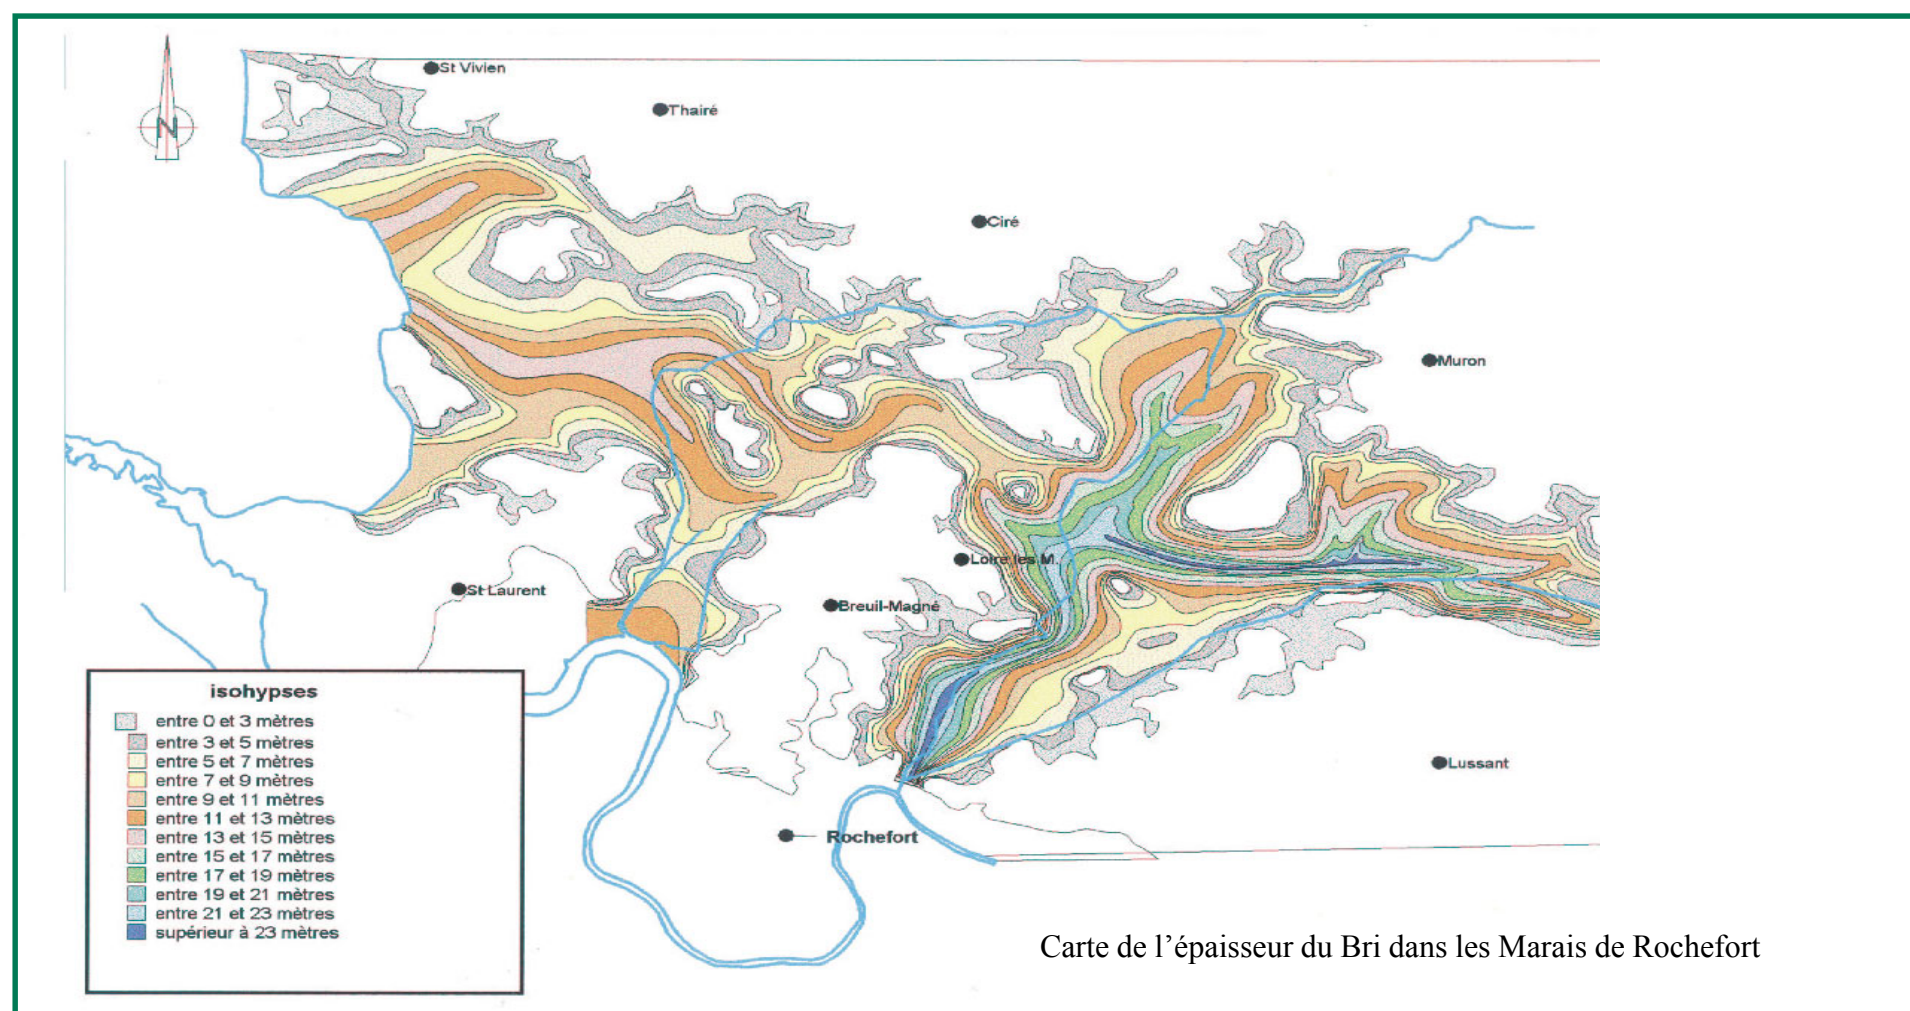 St Vivien
Thairé
N
Ciré
Muron
Loire les M.
St Laurent
Breuil-Magné
Lussant
Rochefort
isohypses
entre 0 et 3 mètres
entre 3 et 5 mètres
entre 5 et 7 mètres
entre 7 et 9 mètres
entre 9 et 11 mètres
entre 11 et 13 mètres
entre 13 et 15 mètres
entre 15 et 17 mètres
entre 17 et 19 mètres
entre 19 et 21 mètres
entre 21 et 23 mètres
supérieur à 23 mètres
Carte de l’épaisseur du Bri dans les Marais de Rochefort